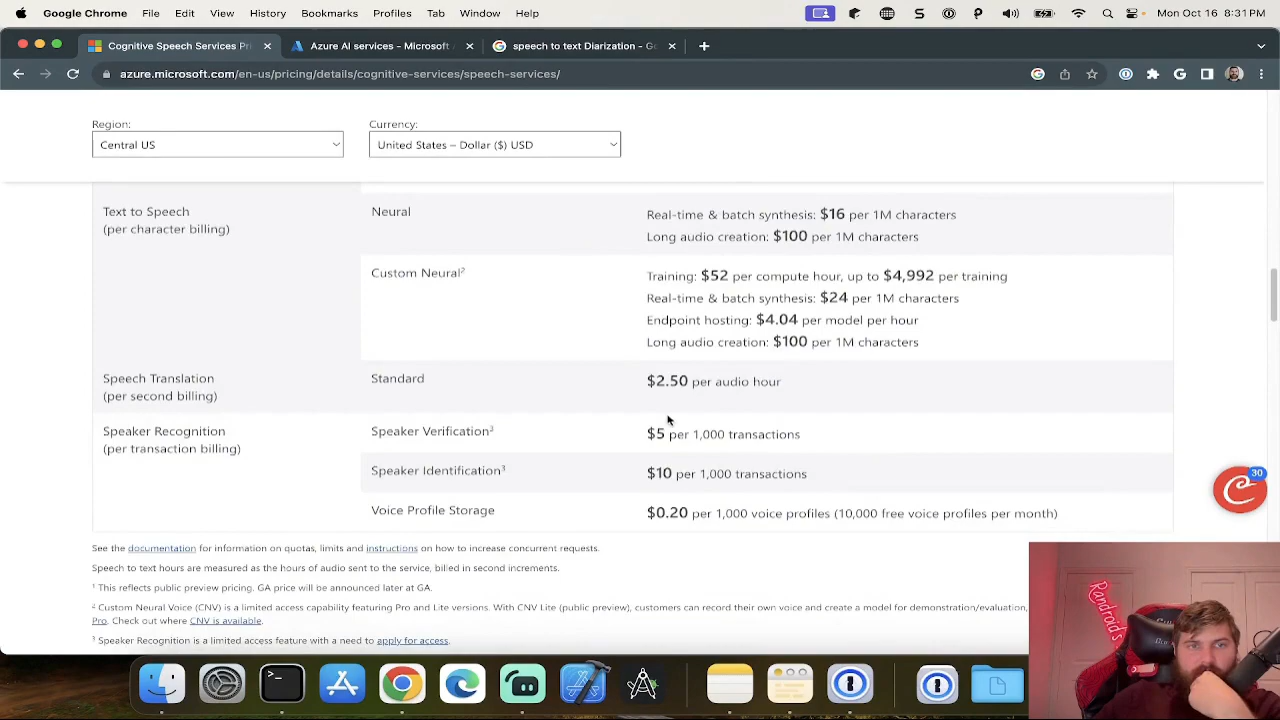 Chrome File Edit View History Bookmarks Profiles Tab Window Help Mon Oct 16 8:31 PM
Cognitive Speech Services Pri
Azure AI services - Microsoft
speech to text Diarization - Go
azure.microsoft.com/en-us/pricing/details/cognitive-services/speech-services/
Region:
Currency:
Central US
United States – Dollar ($) USD
Text to Speech
(per character billing)
Neural
Real-time & batch synthesis: $16 per 1M characters
Long audio creation: $100 per 1M characters
Custom Neural²
Training: $52 per compute hour, up to $4,992 per training
Real-time & batch synthesis: $24 per 1M characters
Endpoint hosting: $4.04 per model per hour
Long audio creation: $100 per 1M characters
Speech Translation
(per second billing)
Standard
$2.50 per audio hour
Speaker Recognition
(per transaction billing)
Speaker Verification³
$5 per 1,000 transactions
Speaker Identification³
$10 per 1,000 transactions
Voice Profile Storage
$0.20 per 1,000 voice profiles (10,000 free voice profiles per month)
30
See the documentation for information on quotas, limits and instructions on how to increase concurrent requests.
Speech to text hours are measured as the hours of audio sent to the service, billed in second increments.
¹ This reflects public preview pricing. GA price will be announced later at GA.
² Custom Neural Voice (CNV) is a limited access capability featuring Pro and Lite versions. With CNV Lite (public preview), customers can record their own voice and create a model for demonstration/evaluation,
Pro. Check out where CNV is available.
³ Speaker Recognition is a limited access feature with a need to apply for access.
Randroid's